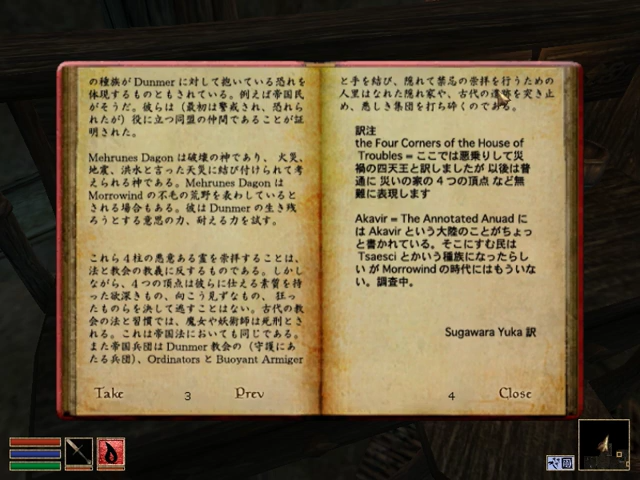 の種族が Dunmer に対して抱いている恐れを
体現するものともされている。例えば帝国民
がそうだ。彼らは（最初は警戒され、恐れら
れたが）役に立つ同盟の仲間であることが証
明された。
Mehrunes Dagon は破壊の神であり、 火災、
地震、洪水と言った天災に結び付けられて考
えられる神である。Mehrunes Dagon は
Morrowind の不毛の荒野を表わしていると
される場合もある。彼は Dunmer の生き残
ろうとする意思の力、耐える力を試す。
これら４柱の悪意ある霊を崇拝することは、
法と教会の教義に反するものである。しかし
ながら、４つの頂点は彼らに仕える素質を持
った欲深きもの、向こう見ずなもの、 狂っ
たものらを決して逃すことはない。古代の教
会の法と習慣では、魔女や妖術師は死刑とさ
れる。これは帝国法においても同じである。
また帝国兵団は Dunmer 教会の（守護にあ
たる兵団）、Ordinators と Buoyant Armiger
Take
3
Prev
と手を結び、隠れて禁忌の崇拝を行うための
人里はなれた隠れ家や、古代の遺跡を突き止
め、悪しき集団を打ち砕くのである。
訳注
the Four Corners of the House of
Troubles = ここでは悪乗りして災
禍の四天王と訳しましたが 以後は普
通に 災いの家の 4 つの頂点 など無
難に表現します
Akavir = The Annotated Anuad に
は Akavir という大陸のことがちょっ
と書かれている。そこにすむ民は
Tsaesci とかいう種族になったらし
い が Morrowind の時代にはもういな
い。調査中。
Sugawara Yuka 訳
4
Close